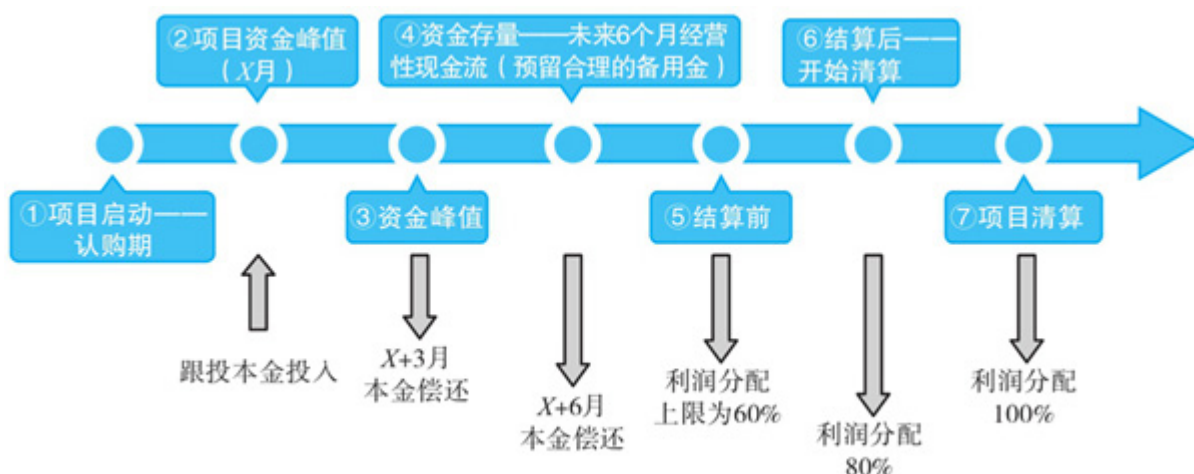 ②项目资金峰值
（X月）
④资金存量——未来6个月经营
性现金流（预留合理的备用金）
⑥结算后——
开始清算
①项目启动——
认购期
③资金峰值
⑤结算前
⑦项目清算
跟投本金投入
X+3月
本金偿还
X+6月
本金偿还
利润分配
上限为60%
利润分配
80%
利润分配
100%